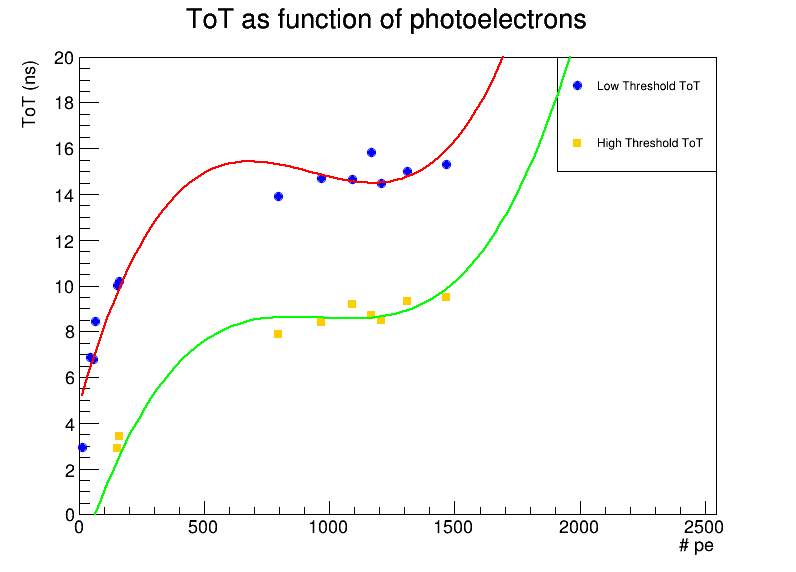 ToT as function of photoelectrons
ToT (ns)
20
18
16
14
12
10
8
6
4
2
0
Low Threshold ToT
High Threshold ToT
0 500 1000 1500 2000 2500
# pe